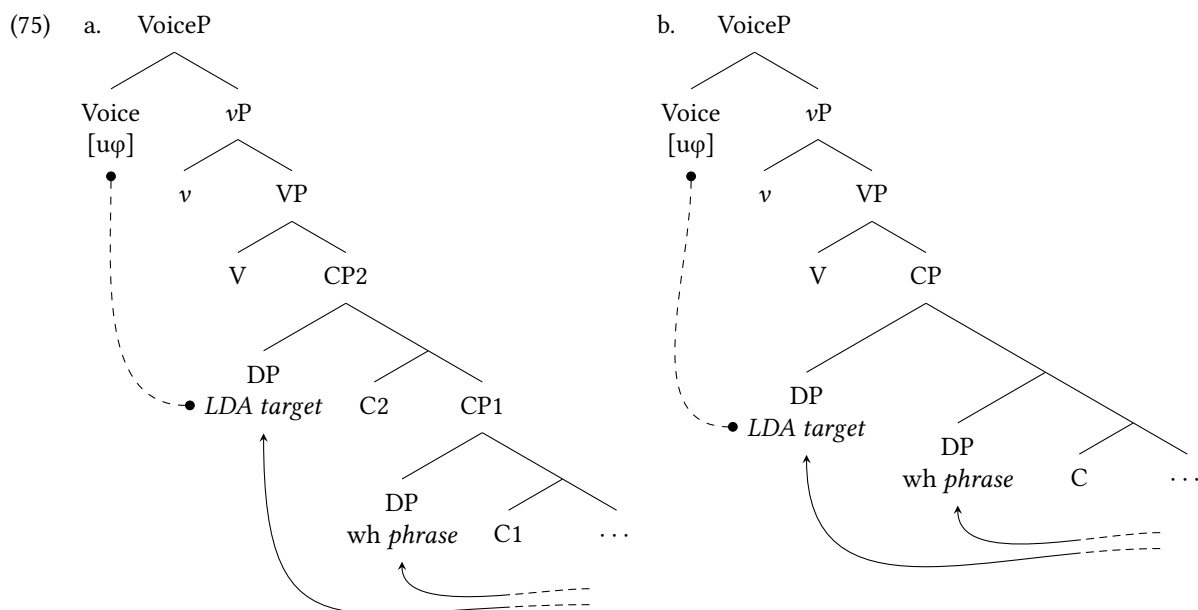 (75) a. VoiceP b. VoiceP
Voice vP Voice vP
[uφ] [uφ]
v VP v VP
V CP2 V CP
DP DP
LDA target C2 CP1 LDA target DP
wh phrase C ...
DP
wh phrase C1 ...